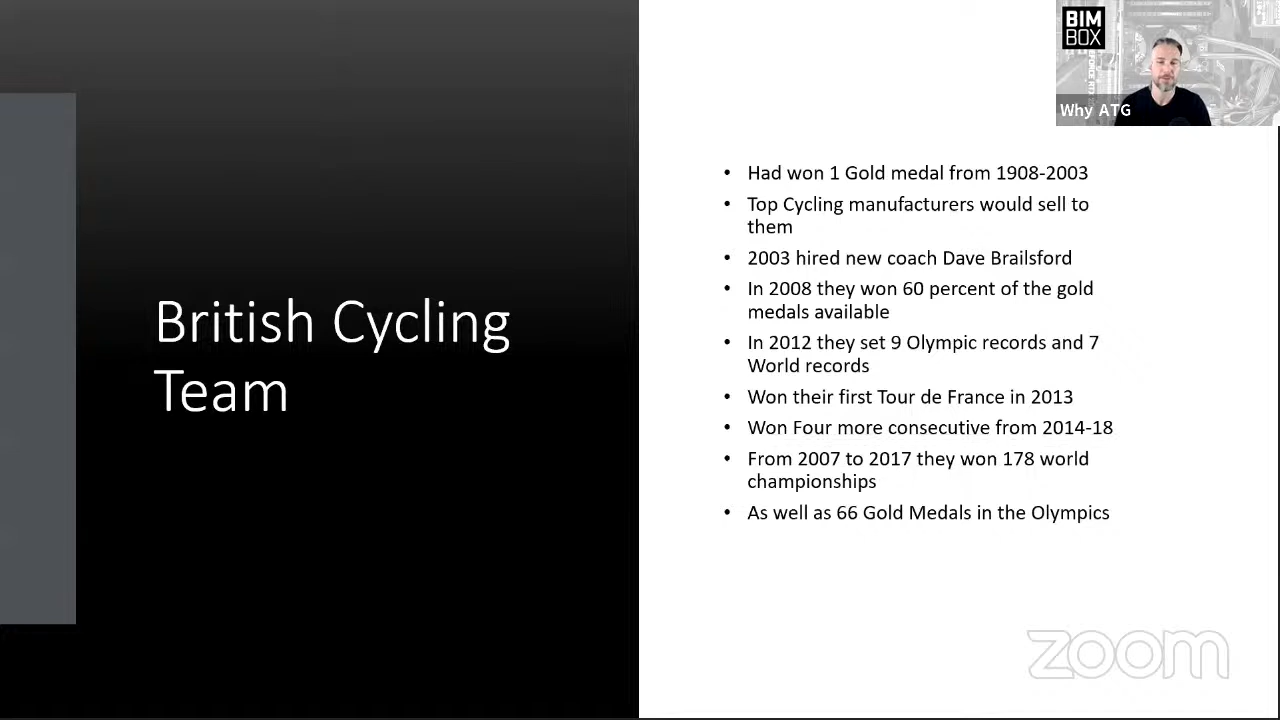 BIM
BOX
Why ATG
British Cycling
Team
• Had won 1 Gold medal from 1908-2003
• Top Cycling manufacturers would sell to
them
• 2003 hired new coach Dave Brailsford
• In 2008 they won 60 percent of the gold
medals available
• In 2012 they set 9 Olympic records and 7
World records
• Won their first Tour de France in 2013
• Won Four more consecutive from 2014-18
• From 2007 to 2017 they won 178 world
championships
• As well as 66 Gold Medals in the Olympics
zoom